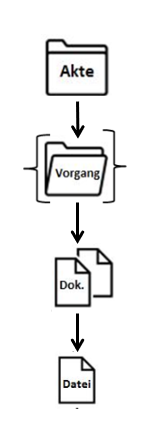 Akte
Vorgang
Dok.
Datei